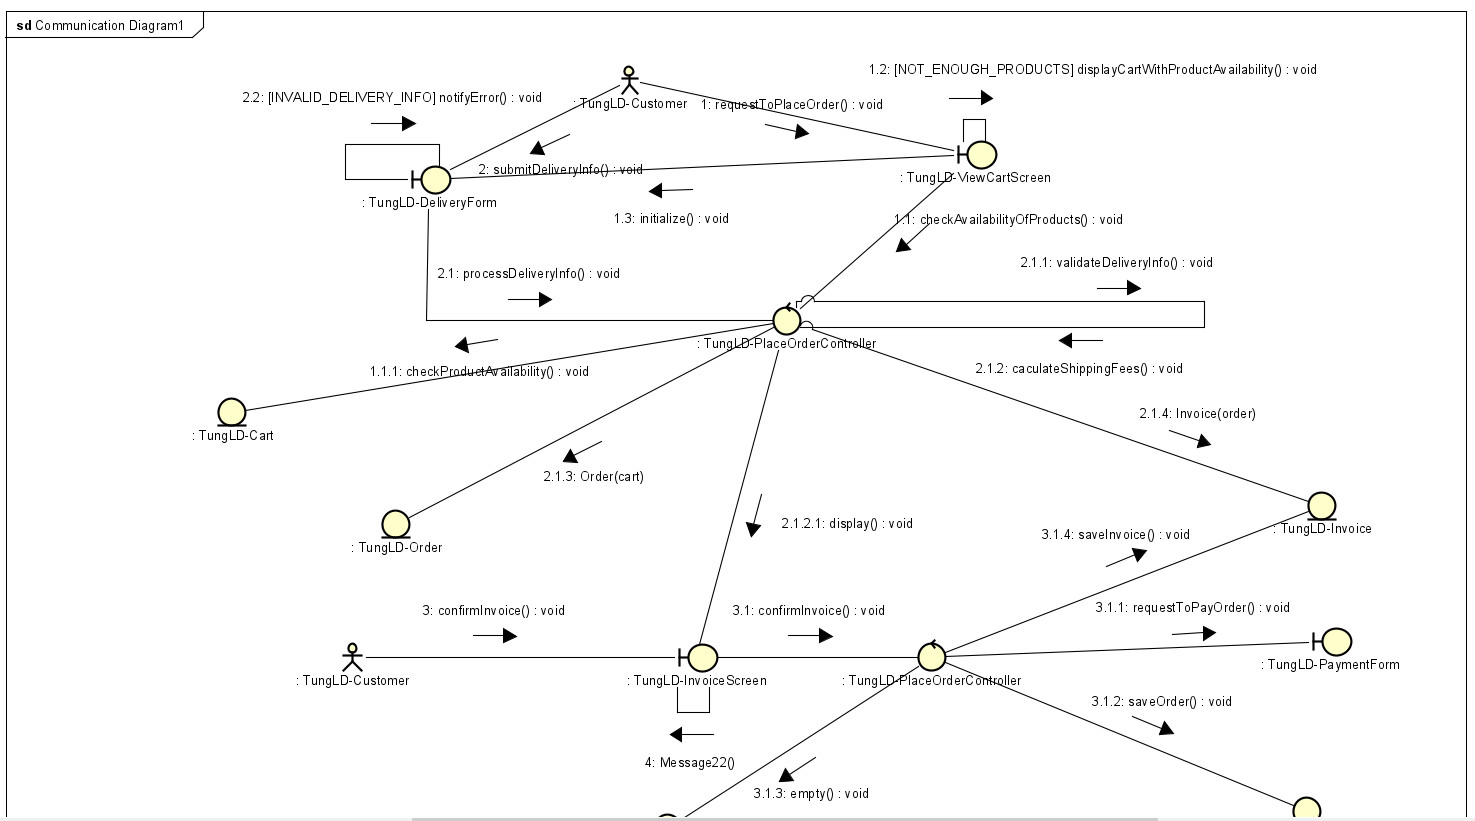 sd Communication Diagram1
1.2: [NOT_ENOUGH_PRODUCTS] displayCartWithProductAvailability() : void
2.2: [INVALID_DELIVERY_INFO] notifyError() : void
: TungLD-Customer
1: requestToPlaceOrder() : void
2: submitDeliveryInfo() : void
: TungLD-ViewCartScreen
: TungLD-DeliveryForm
1.3: initialize() : void
1.1: checkAvailabilityOfProducts() : void
2.1: processDeliveryInfo() : void
2.1.1: validateDeliveryInfo() : void
: TungLD-PlaceOrderController
1.1.1: checkProductAvailability() : void
2.1.2: caculateShippingFees() : void
2.1.4: Invoice(order)
: TungLD-Cart
2.1.3: Order(cart)
2.1.2.1: display() : void
: TungLD-Invoice
3.1.4: saveInvoice() : void
: TungLD-Order
3: confirmInvoice() : void
3.1: confirmInvoice() : void
3.1.1: requestToPayOrder() : void
: TungLD-PaymentForm
: TungLD-Customer
: TungLD-InvoiceScreen
: TungLD-PlaceOrderController
3.1.2: saveOrder() : void
4: Message22()
3.1.3: empty() : void